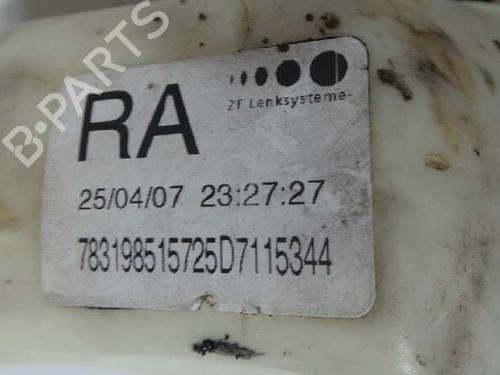 B-PARTS
RA
ZF Lenksysteme
25/04/07 23:27:27
783198515725D7115344